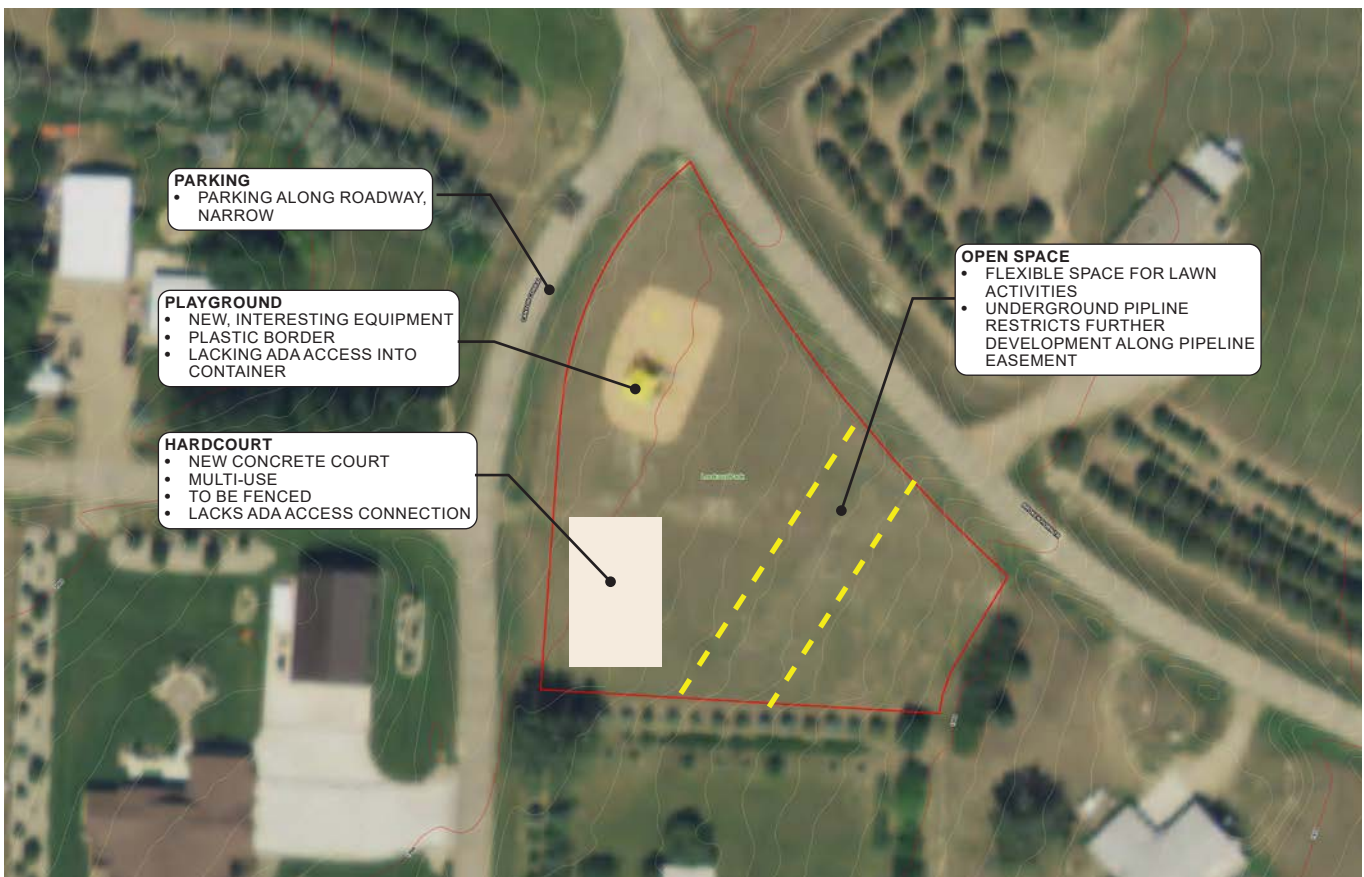 PARKING
• PARKING ALONG ROADWAY,
NARROW
PLAYGROUND
• NEW, INTERESTING EQUIPMENT
• PLASTIC BORDER
• LACKING ADA ACCESS INTO
CONTAINER
HARDCOURT
• NEW CONCRETE COURT
• MULTI-USE
• TO BE FENCED
• LACKS ADA ACCESS CONNECTION
OPEN SPACE
• FLEXIBLE SPACE FOR LAWN
ACTIVITIES
• UNDERGROUND PIPLINE
RESTRICTS FURTHER
DEVELOPMENT ALONG PIPELINE
EASEMENT